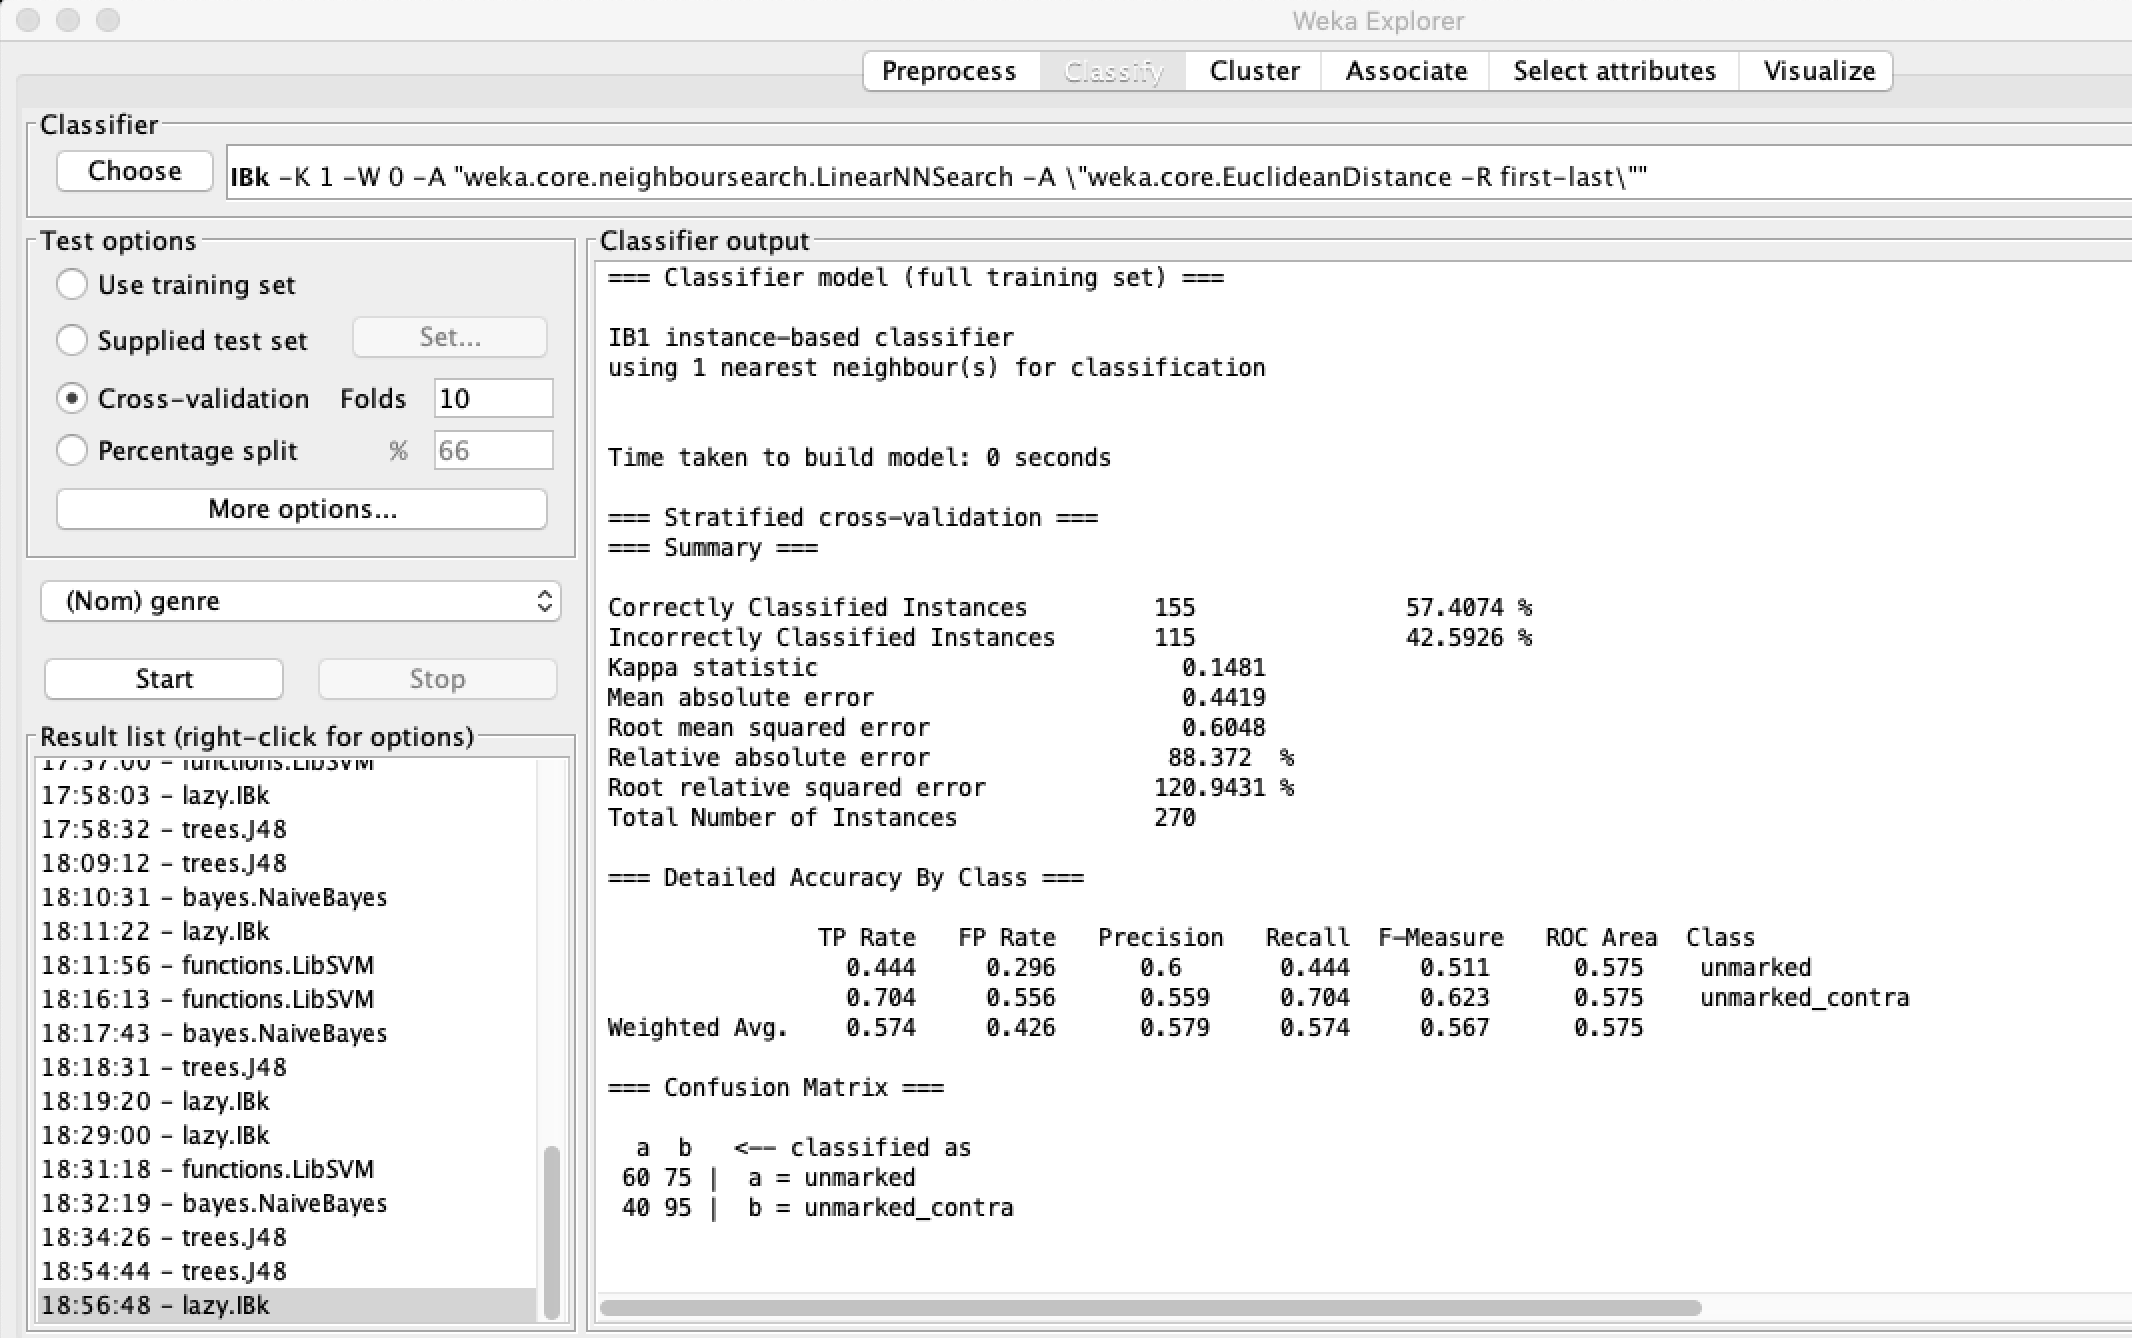 Weka Explorer
Preprocess Classify Cluster Associate Select attributes Visualize
Classifier
Choose IBk -K 1 -W 0 -A "weka.core.neighboursearch.LinearNNSearch -A \"weka.core.EuclideanDistance -R first-last\""
Test options
Use training set
Supplied test set Set...
Cross-validation Folds 10
Percentage split % 66
More options...
(Nom) genre
Start Stop
Result list (right-click for options)
17:57:00 - functions.LibSVM
17:58:03 - lazy.IBk
17:58:32 - trees.J48
18:09:12 - trees.J48
18:10:31 - bayes.NaiveBayes
18:11:22 - lazy.IBk
18:11:56 - functions.LibSVM
18:16:13 - functions.LibSVM
18:17:43 - bayes.NaiveBayes
18:18:31 - trees.J48
18:19:20 - lazy.IBk
18:29:00 - lazy.IBk
18:31:18 - functions.LibSVM
18:32:19 - bayes.NaiveBayes
18:34:26 - trees.J48
18:54:44 - trees.J48
18:56:48 - lazy.IBk
Classifier output
=== Classifier model (full training set) ===
IB1 instance-based classifier
using 1 nearest neighbour(s) for classification
Time taken to build model: 0 seconds
=== Stratified cross-validation ===
=== Summary ===
Correctly Classified Instances 155 57.4074 %
Incorrectly Classified Instances 115 42.5926 %
Kappa statistic 0.1481
Mean absolute error 0.4419
Root mean squared error 0.6048
Relative absolute error 88.372 %
Root relative squared error 120.9431 %
Total Number of Instances 270
=== Detailed Accuracy By Class ===
TP Rate FP Rate Precision Recall F-Measure ROC Area Class
0.444 0.296 0.6 0.444 0.511 0.575 unmarked
0.704 0.556 0.559 0.704 0.623 0.575 unmarked_contra
Weighted Avg. 0.574 0.426 0.579 0.574 0.567 0.575
=== Confusion Matrix ===
a b <-- classified as
60 75 | a = unmarked
40 95 | b = unmarked_contra